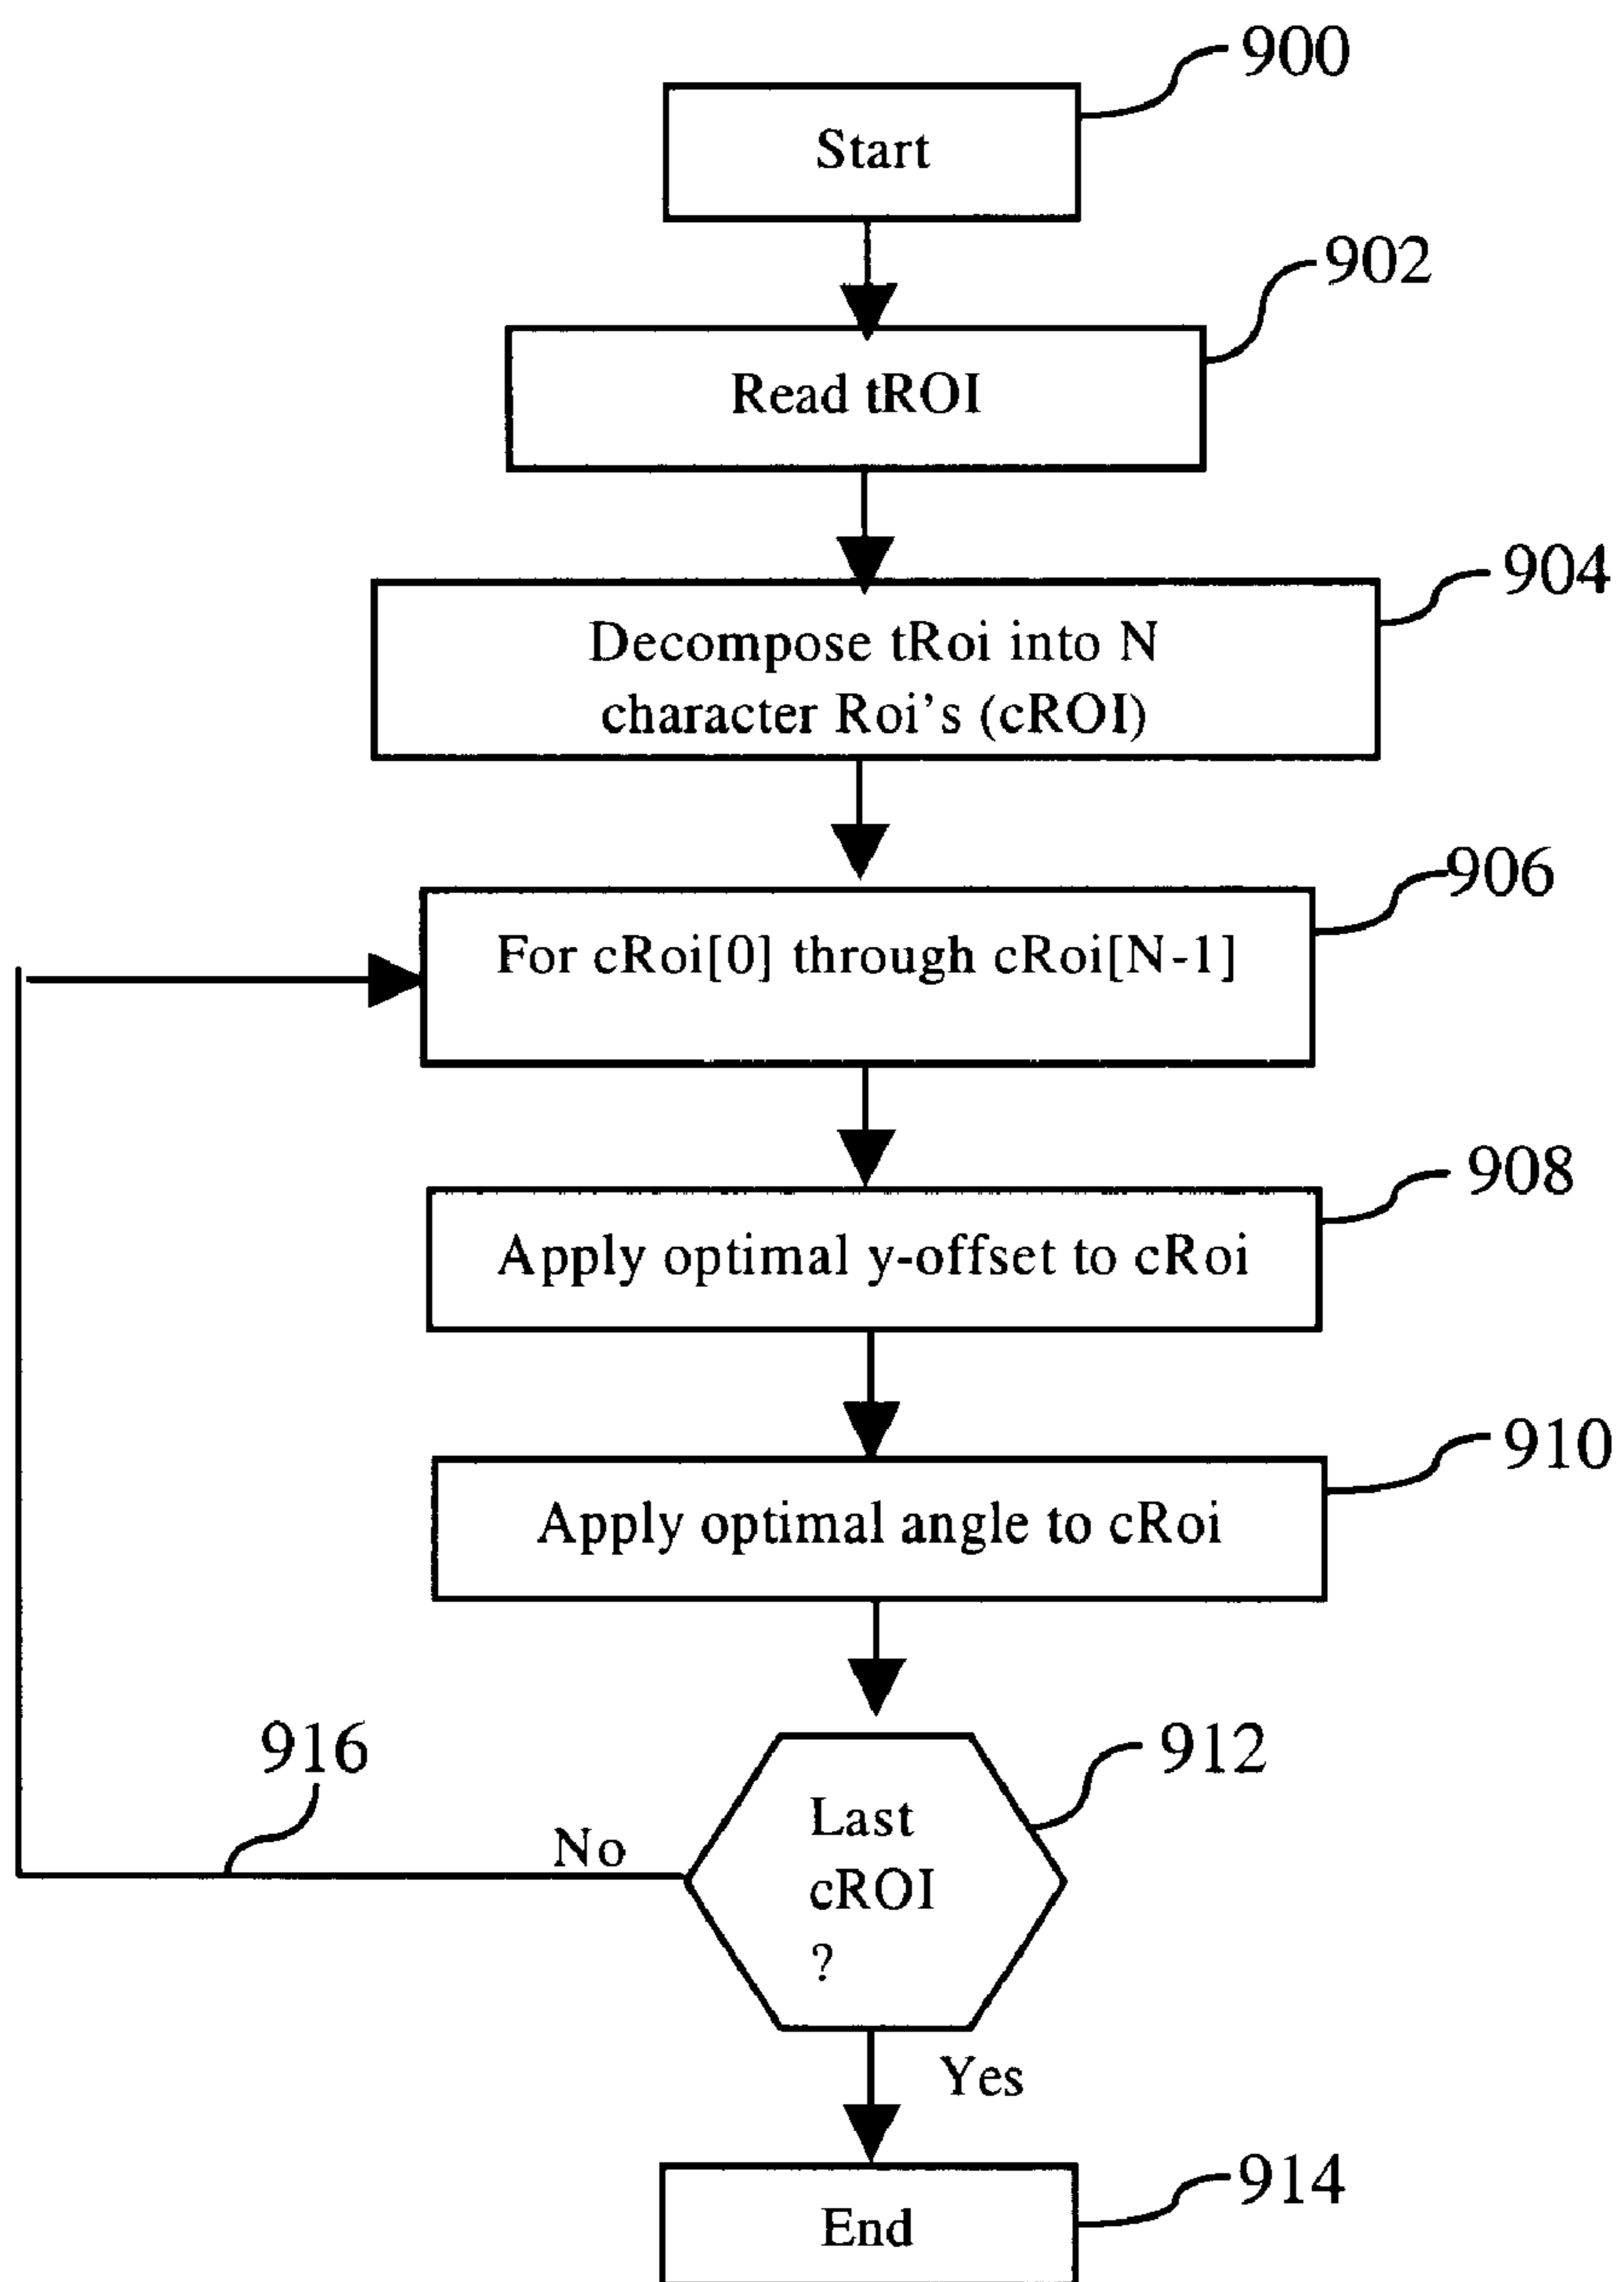 900
Start
902
Read tROI
904
Decompose tRoi into N
character Roi's (cROI)
906
For cRoi[0] through cRoi[N-1]
908
Apply optimal y-offset to cRoi
910
Apply optimal angle to cRoi
916
912
No
Last
cROI
?
Yes
914
End